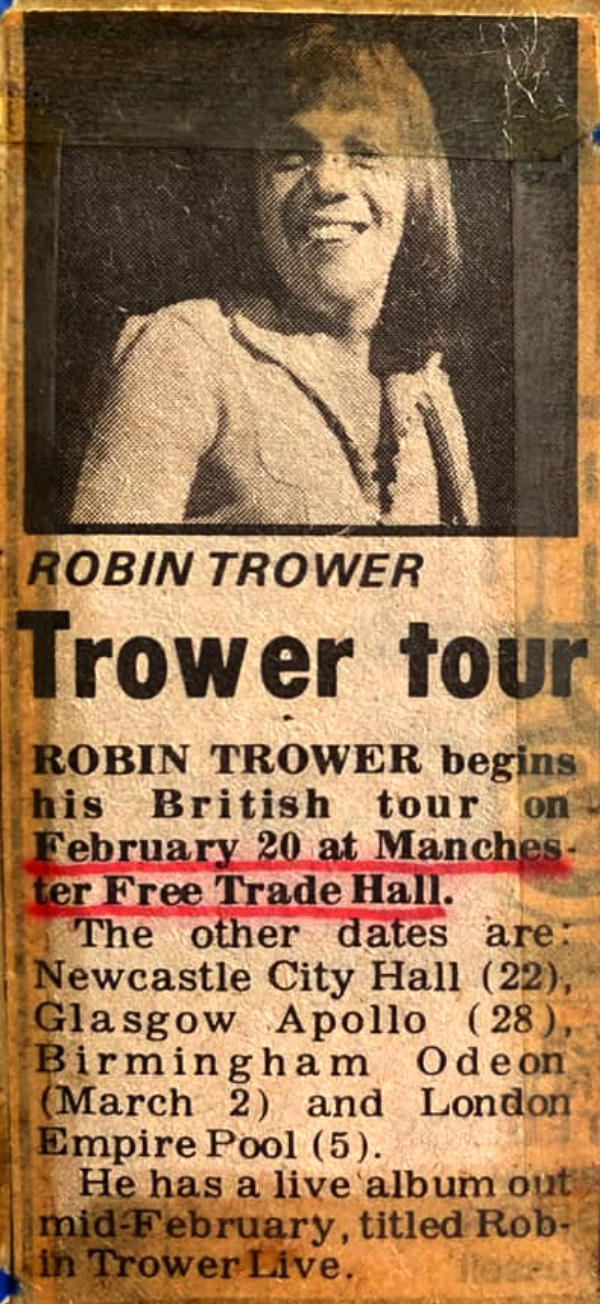 ROBIN TROWER
Trower tour
ROBIN TROWER begins
his British tour on
February 20 at Manches-
ter Free Trade Hall.
The other dates are:
Newcastle City Hall (22),
Glasgow Apollo (28),
Birmingham Odeon
(March 2) and London
Empire Pool (5).
He has a live album out
mid-February, titled Rob-
in Trower Live.